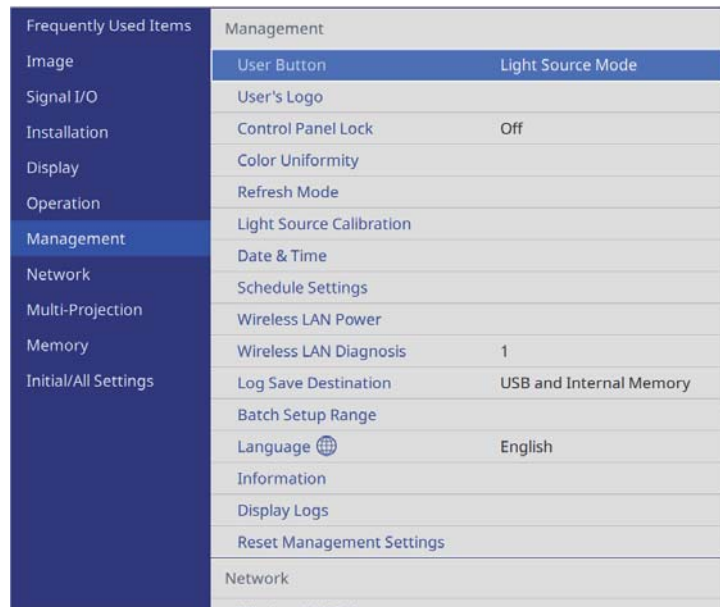 Frequently Used Items
Image
Signal I/O
Installation
Display
Operation
Management
Network
Multi-Projection
Memory
Initial/All Settings
Management
User Button Light Source Mode
User's Logo
Control Panel Lock Off
Color Uniformity
Refresh Mode
Light Source Calibration
Date & Time
Schedule Settings
Wireless LAN Power
Wireless LAN Diagnosis 1
Log Save Destination USB and Internal Memory
Batch Setup Range
Language English
Information
Display Logs
Reset Management Settings
Network